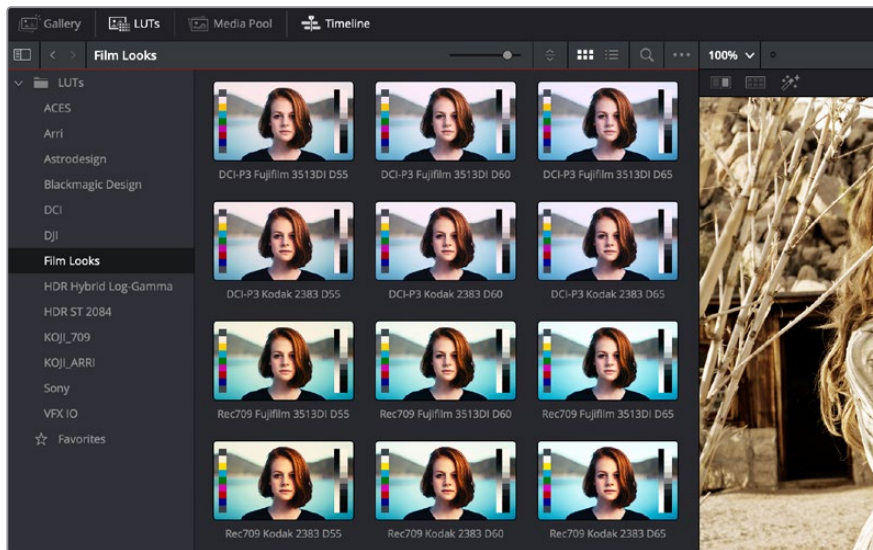 Gallery LUTs Media Pool Timeline
Film Looks 100%
LUTs
ACES
Arri
Astrodesign
Blackmagic Design
DCI
DJI
Film Looks
HDR Hybrid Log-Gamma
HDR ST 2084
KOJI_709
KOJI_ARRI
Sony
VFX IO
Favorites
DCI-P3 Fujifilm 3513DI D55 DCI-P3 Fujifilm 3513DI D60 DCI-P3 Fujifilm 3513DI D65
DCI-P3 Kodak 2383 D55 DCI-P3 Kodak 2383 D60 DCI-P3 Kodak 2383 D65
Rec709 Fujifilm 3513DI D55 Rec709 Fujifilm 3513DI D60 Rec709 Fujifilm 3513DI D65
Rec709 Kodak 2383 D55 Rec709 Kodak 2383 D60 Rec709 Kodak 2383 D65